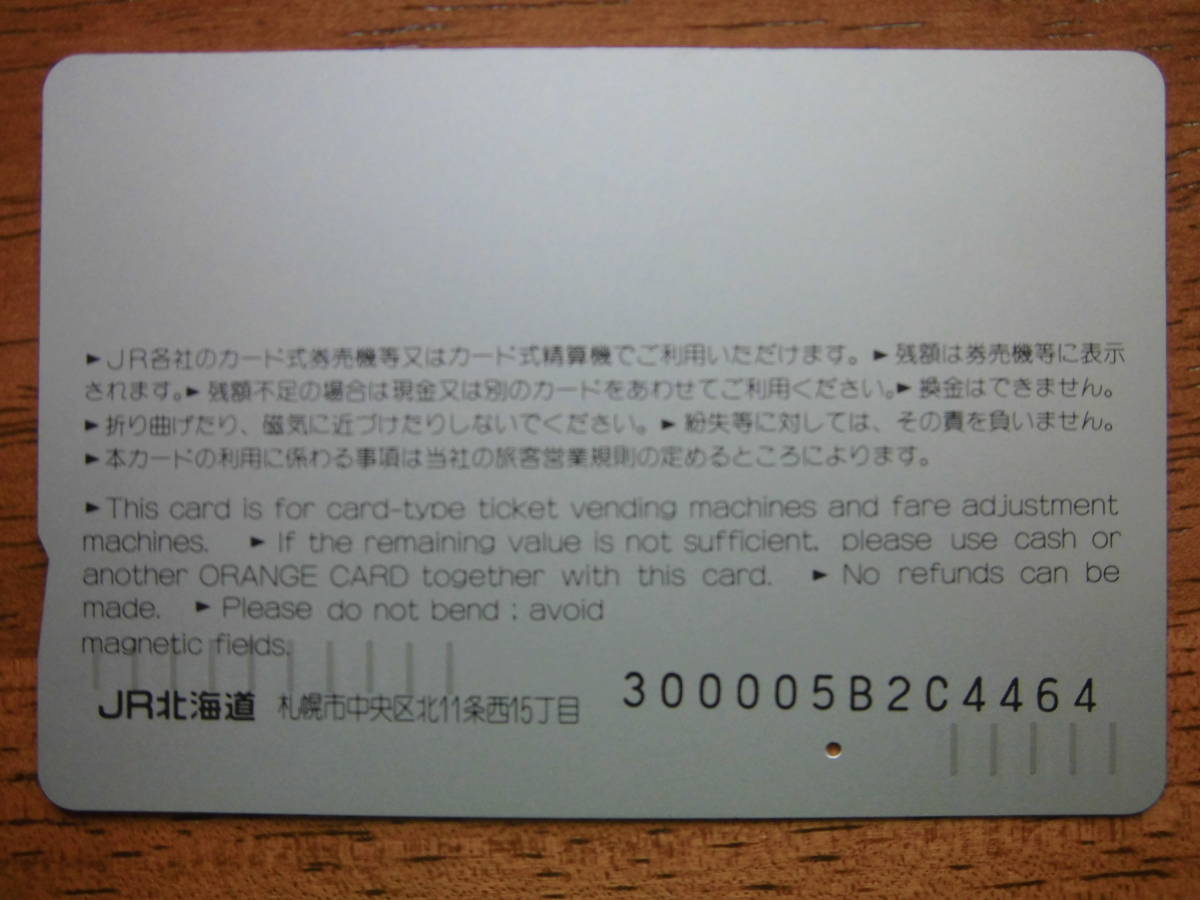 ►JR各社のカード式券売機等又はカード式精算機でご利用いただけます。►残額は券売機等に表示
されます。►残額不足の場合は現金又は別のカードをあわせてご利用ください。►換金はできません。
►折り曲げたり、磁気に近づけたりしないでください。►紛失等に対しては、その責を負いません。
►本カードの利用に係わる事項は当社の旅客営業規則の定めるところによります。
►This card is for card-type ticket vending machines and fare adjustment
machines. ►If the remaining value is not sufficient, please use cash or
another ORANGE CARD together with this card. ►No refunds can be
made. ►Please do not bend ; avoid
magnetic fields.
JR北海道 札幌市中央区北11条西15丁目 300005B2C4464